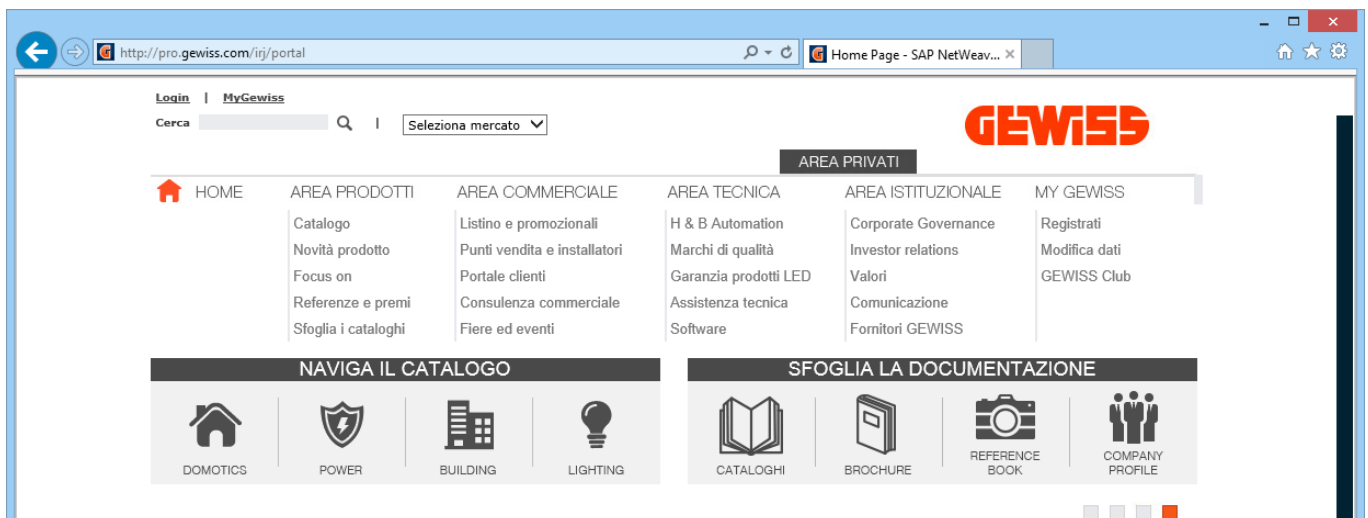 http://pro.gewiss.com/irj/portal
Home Page - SAP NetWeav...
Login | MyGewiss
Cerca | Seleziona mercato
GEWISS
AREA PRIVATI
HOME AREA PRODOTTI AREA COMMERCIALE AREA TECNICA AREA ISTITUZIONALE MY GEWISS
Catalogo Listino e promozionali H & B Automation Corporate Governance Registrati
Novità prodotto Punti vendita e installatori Marchi di qualità Investor relations Modifica dati
Focus on Portale clienti Garanzia prodotti LED Valori GEWISS Club
Referenze e premi Consulenza commerciale Assistenza tecnica Comunicazione
Sfoglia i cataloghi Fiere ed eventi Software Fornitori GEWISS
NAVIGA IL CATALOGO SFOGLIA LA DOCUMENTAZIONE
DOMOTICS POWER BUILDING LIGHTING CATALOGHI BROCHURE REFERENCE COMPANY
BOOK PROFILE